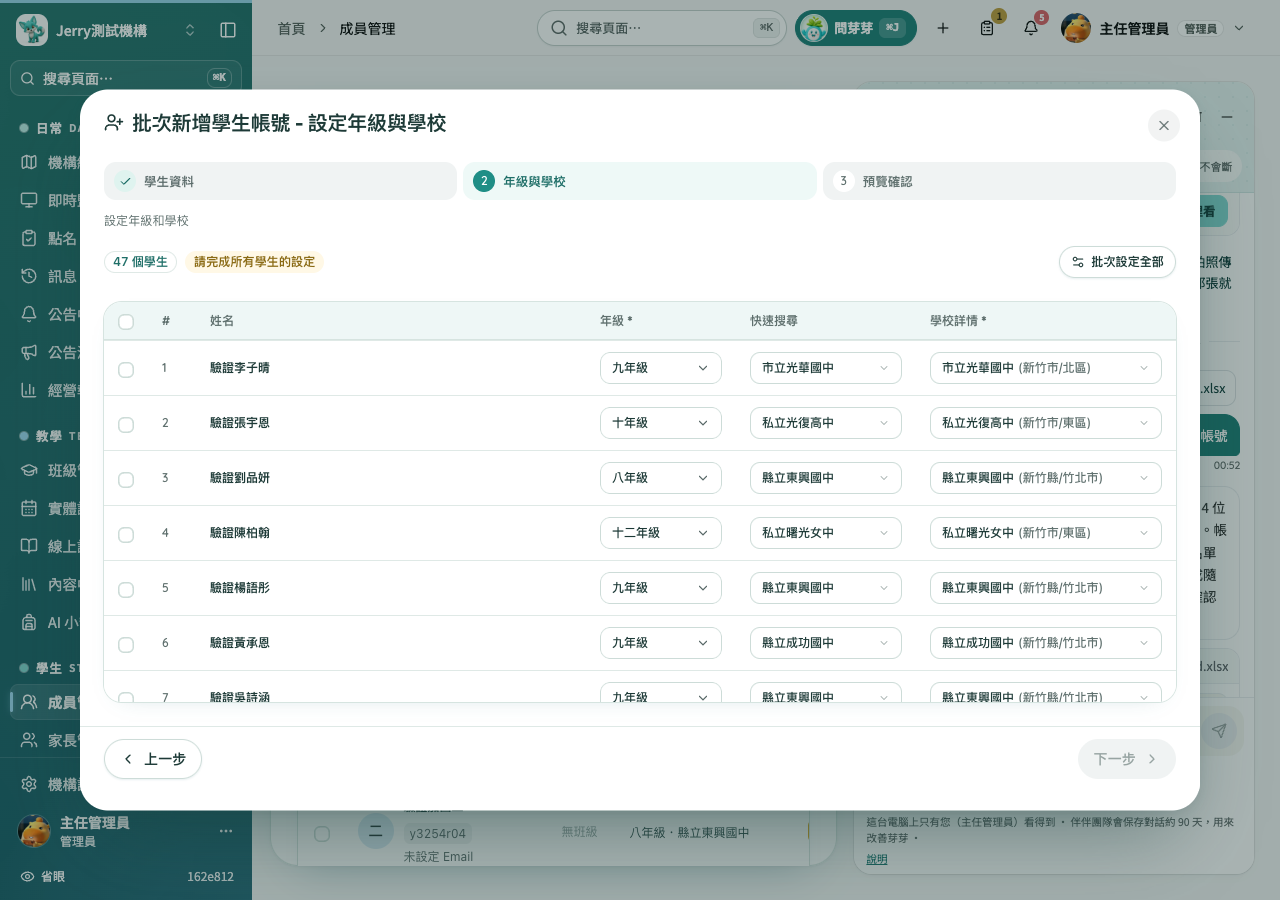 Jerry測試機構
首頁
成員管理
搜尋頁面… ⌘K
問芽芽 ⌘J
1
5
主任管理員 管理員
搜尋頁面… ⌘K
日常
機構
即時
點名
訊息
公告
公告
經營
教學
班級
實體
線上
內容
AI 小
學生
成員
家長
機構
主任管理員
管理員
省眼 162e812
批次新增學生帳號 - 設定年級與學校
學生資料
2 年級與學校
3 預覽確認
設定年級和學校
47 個學生 請完成所有學生的設定
批次設定全部
# 姓名 年級 * 快速搜尋 學校詳情 *
1 驗證李子晴 九年級 市立光華國中 市立光華國中 (新竹市/北區)
2 驗證張宇恩 十年級 私立光復高中 私立光復高中 (新竹市/東區)
3 驗證劉品妍 八年級 縣立東興國中 縣立東興國中 (新竹縣/竹北市)
4 驗證陳柏翰 十二年級 私立曙光女中 私立曙光女中 (新竹市/東區)
5 驗證楊語彤 九年級 縣立東興國中 縣立東興國中 (新竹縣/竹北市)
6 驗證黃承恩 九年級 縣立成功國中 縣立成功國中 (新竹縣/竹北市)
7 驗證吳詩涵 九年級 縣立東興國中 縣立東興國中 (新竹縣/竹北市)
上一步
下一步
不會斷
看
拍照傳
張就
.xlsx
帳號
00:52
4 位
。帳
單
隨
確認
.xlsx
二
y3254r04
無班級
八年級・縣立東興國中
未設定 Email
這台電腦上只有您（主任管理員）看得到 · 伴伴團隊會保存對話約 90 天，用來
改善芽芽 ·
說明